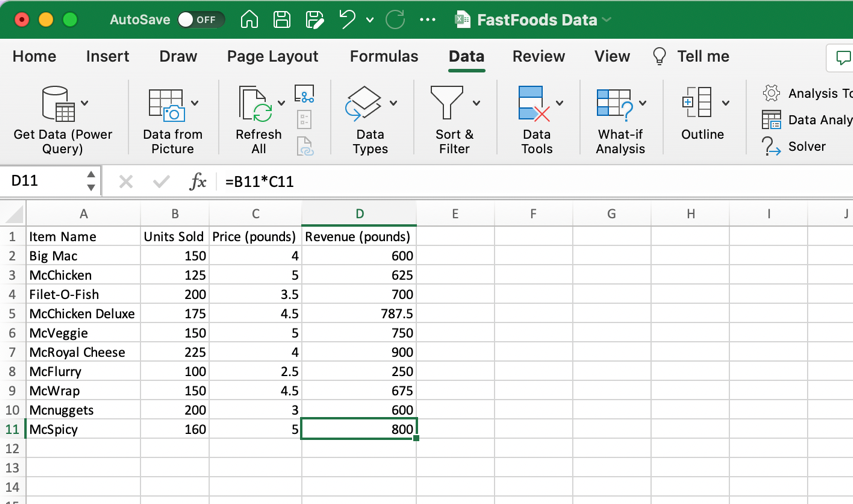 AutoSave OFF FastFoods Data
Home Insert Draw Page Layout Formulas Data Review View Tell me
Get Data (Power Query) Data from Picture Refresh All Data Types Sort & Filter Data Tools What-if Analysis Outline
Analysis To
Data Analy
Solver
D11 fx =B11*C11
A B C D E F G H I J
1 Item Name Units Sold Price (pounds) Revenue (pounds)
2 Big Mac 150 4 600
3 McChicken 125 5 625
4 Filet-O-Fish 200 3.5 700
5 McChicken Deluxe 175 4.5 787.5
6 McVeggie 150 5 750
7 McRoyal Cheese 225 4 900
8 McFlurry 100 2.5 250
9 McWrap 150 4.5 675
10 Mcnuggets 200 3 600
11 McSpicy 160 5 800
12
13
14